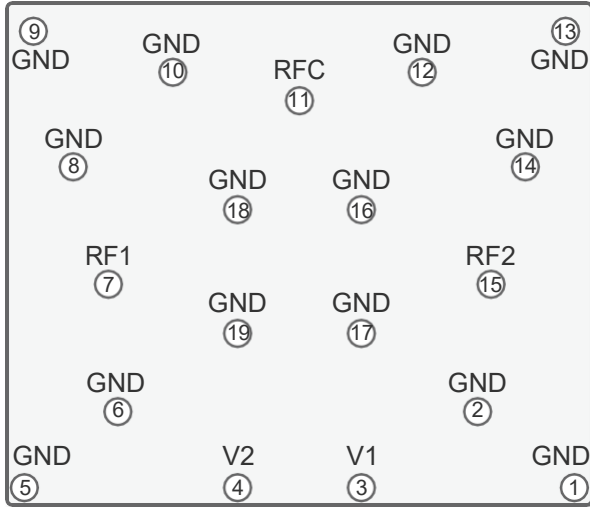 9 13
GND GND GND GND
10 RFC 12
11
GND GND
8 14
GND GND
18 16
RF1 RF2
7 15
GND GND
19 17
GND GND
6 2
GND V2 V1 GND
5 4 3 1